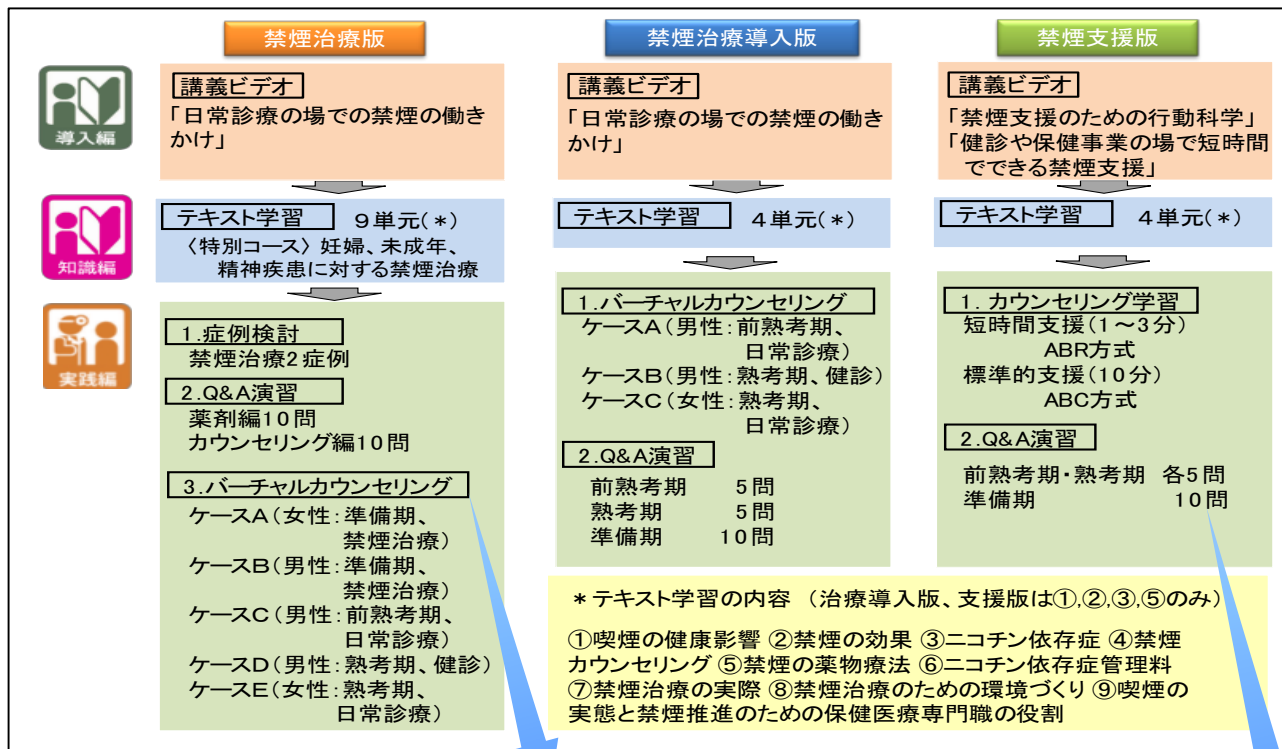 禁煙治療版
禁煙治療導入版
禁煙支援版
導入編
講義ビデオ
「日常診療の場での禁煙の働き
かけ」
講義ビデオ
「日常診療の場での禁煙の働き
かけ」
講義ビデオ
「禁煙支援のための行動科学」
「健診や保健事業の場で短時間
でできる禁煙支援」
知識編
テキスト学習 9単元(*)
〈特別コース〉妊婦、未成年、
精神疾患に対する禁煙治療
テキスト学習 4単元(*)
テキスト学習 4単元(*)
実践編
1.症例検討
禁煙治療2症例
2.Q&A演習
薬剤編10問
カウンセリング編10問
3.バーチャルカウンセリング
ケースA(女性:準備期、
禁煙治療)
ケースB(男性:準備期、
禁煙治療)
ケースC(男性:前熟考期、
日常診療)
ケースD(男性:熟考期、健診)
ケースE(女性:熟考期、
日常診療)
1.バーチャルカウンセリング
ケースA(男性:前熟考期、
日常診療)
ケースB(男性:熟考期、健診)
ケースC(女性:熟考期、
日常診療)
2.Q&A演習
前熟考期 5問
熟考期 5問
準備期 10問
1. カウンセリング学習
短時間支援(1~3分)
ABR方式
標準的支援(10分)
ABC方式
2.Q&A演習
前熟考期・熟考期 各5問
準備期 10問
*テキスト学習の内容 (治療導入版、支援版は①,②,③,⑤のみ)
①喫煙の健康影響 ②禁煙の効果 ③ニコチン依存症 ④禁煙
カウンセリング ⑤禁煙の薬物療法 ⑥ニコチン依存症管理料
⑦禁煙治療の実際 ⑧禁煙治療のための環境づくり ⑨喫煙の
実態と禁煙推進のための保健医療専門職の役割